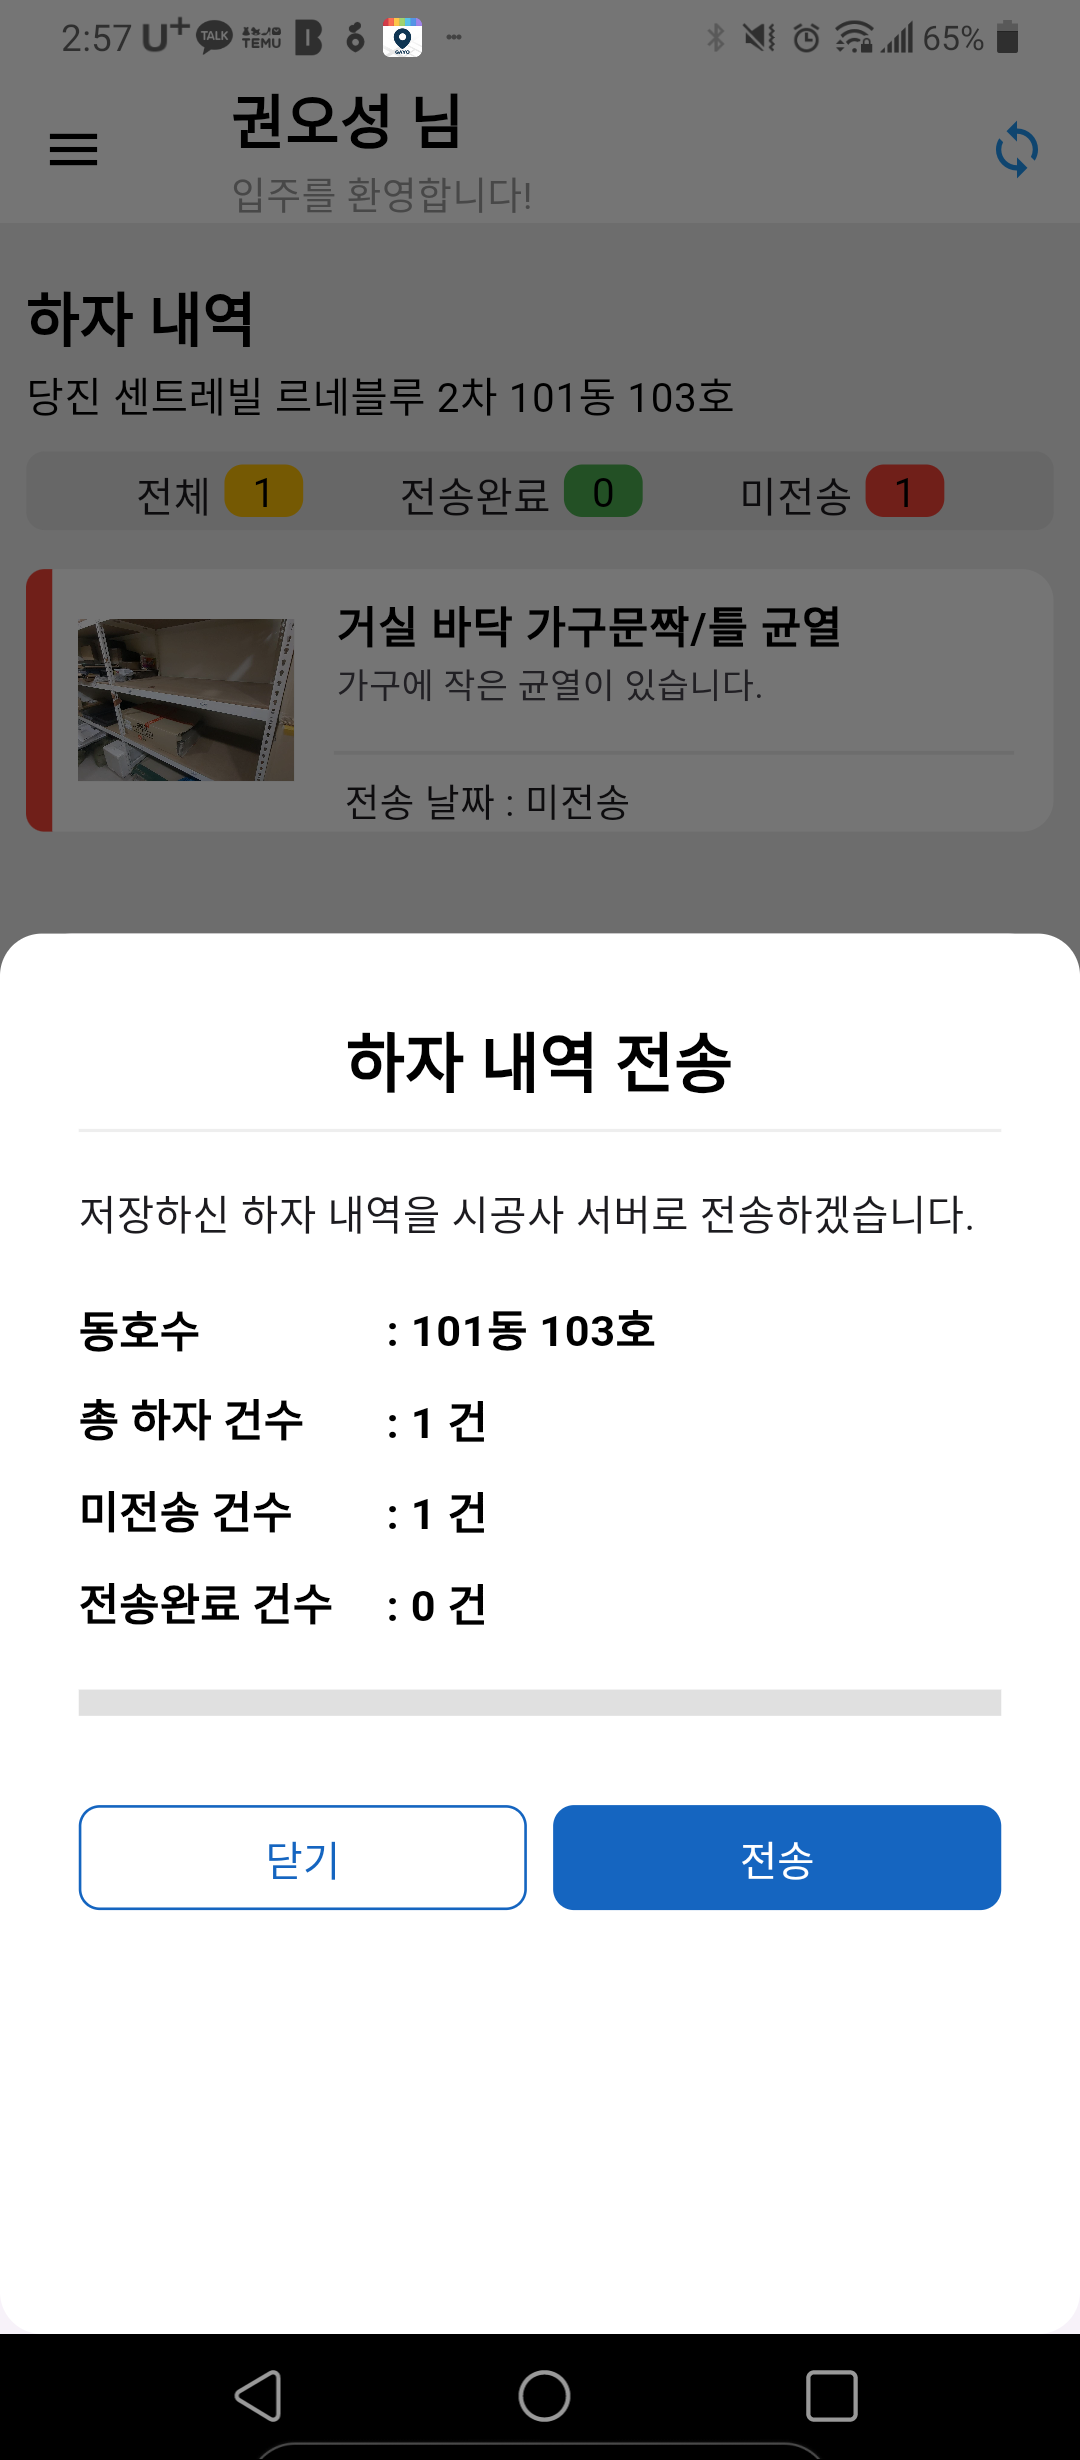 2:57 U+ TALK TEMU B GAYO 65%
권오성 님
입주를 환영합니다!
하자 내역
당진 센트레빌 르네블루 2차 101동 103호
전체 1 전송완료 0 미전송 1
거실 바닥 가구문짝/틀 균열
가구에 작은 균열이 있습니다.
전송 날짜 : 미전송
하자 내역 전송
저장하신 하자 내역을 시공사 서버로 전송하겠습니다.
동호수 : 101동 103호
총 하자 건수 : 1 건
미전송 건수 : 1 건
전송완료 건수 : 0 건
닫기 전송